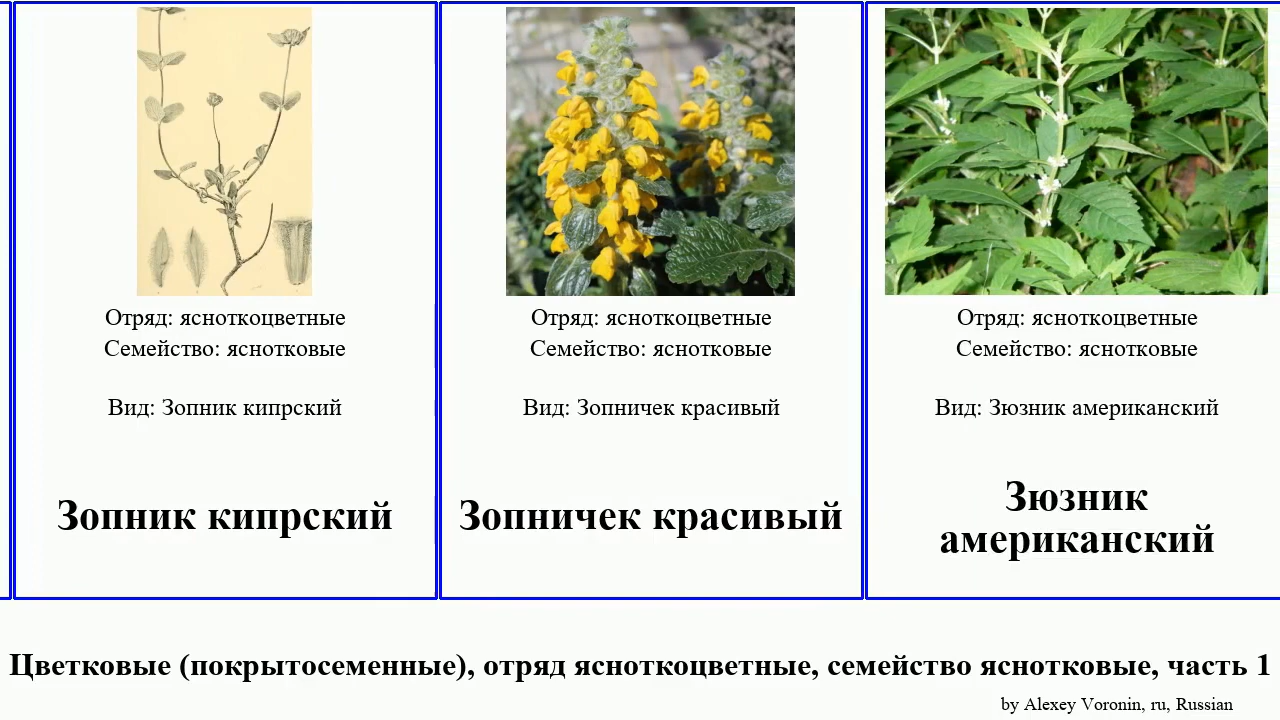 Отряд: ясноткоцветные
Семейство: яснотковые
Вид: Зопник кипрский
Зопник кипрский
Отряд: ясноткоцветные
Семейство: яснотковые
Вид: Зопничек красивый
Зопничек красивый
Отряд: ясноткоцветные
Семейство: яснотковые
Вид: Зюзник американский
Зюзник
американский
Цветковые (покрытосеменные), отряд ясноткоцветные, семейство яснотковые, часть 1
by Alexey Voronin, ru, Russian